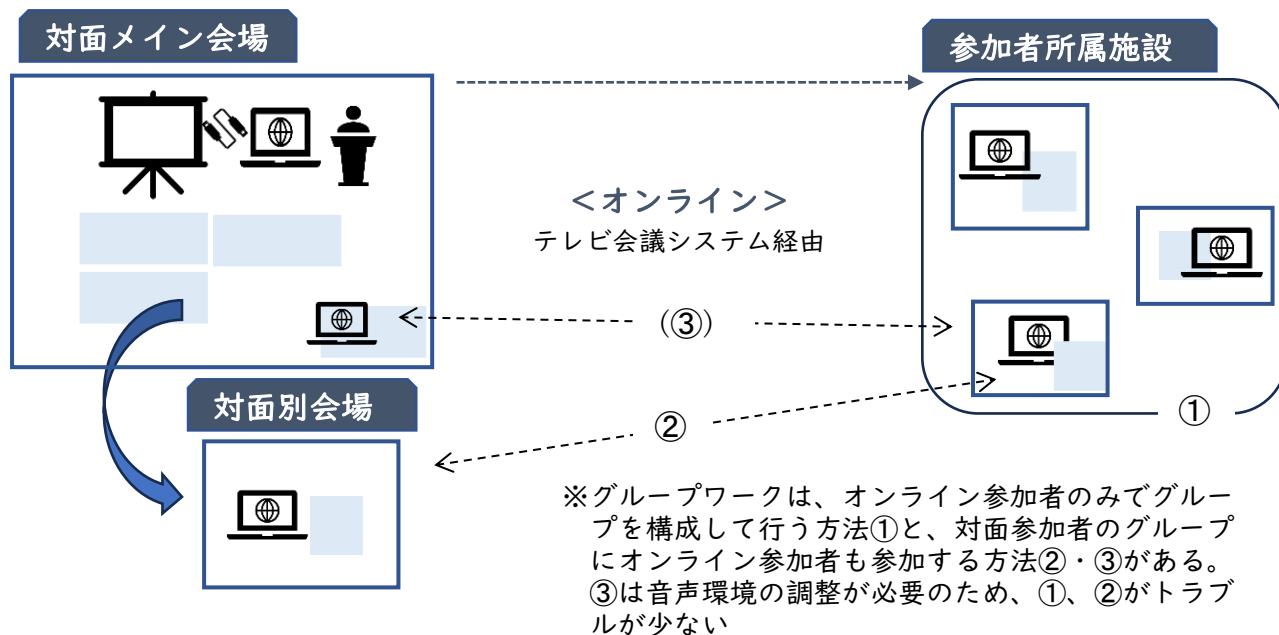 対面メイン会場
参加者所属施設
<オンライン>
テレビ会議システム経由
(③)
対面別会場
②
①
※グループワークは、オンライン参加者のみでグルー
プを構成して行う方法①と、対面参加者のグループ
にオンライン参加者も参加する方法②・③がある。
③は音声環境の調整が必要のため、①、②がトラブ
ルが少ない